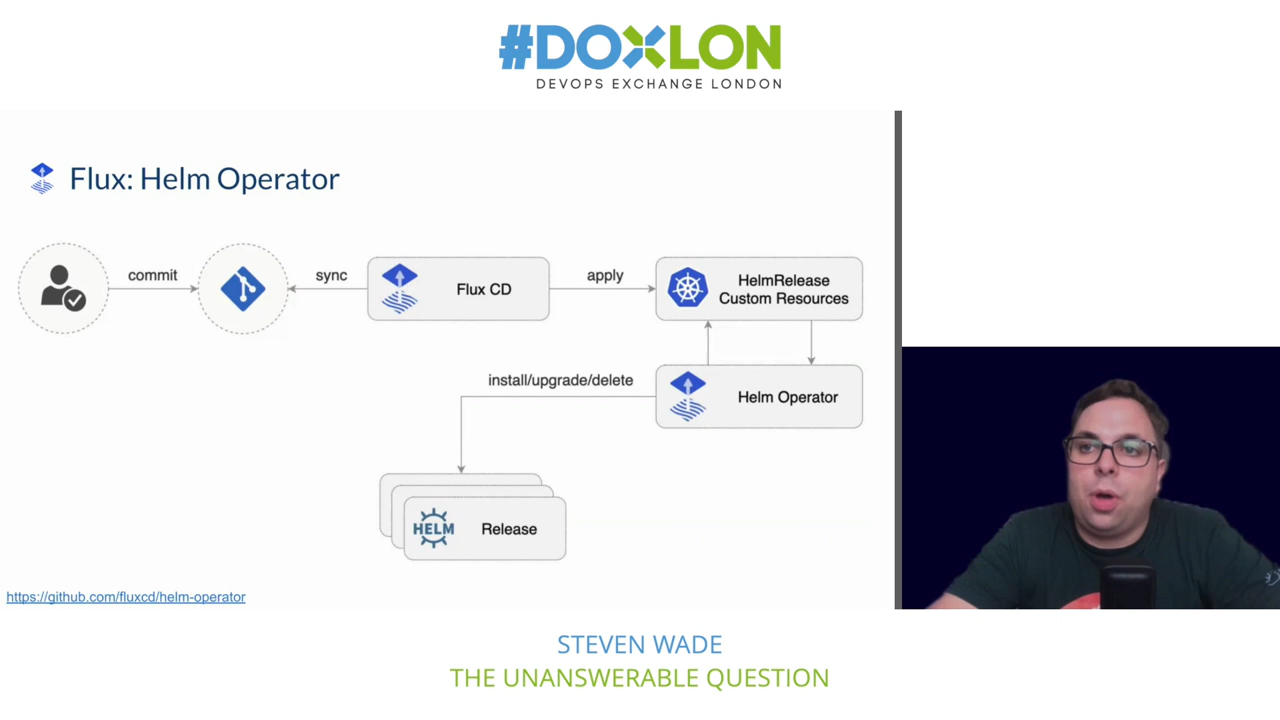 #DOXLON
DEVOPS EXCHANGE LONDON
Flux: Helm Operator
commit
sync
Flux CD
apply
HelmRelease
Custom Resources
install/upgrade/delete
Helm Operator
HELM
Release
https://github.com/fluxcd/helm-operator
STEVEN WADE
THE UNANSWERABLE QUESTION